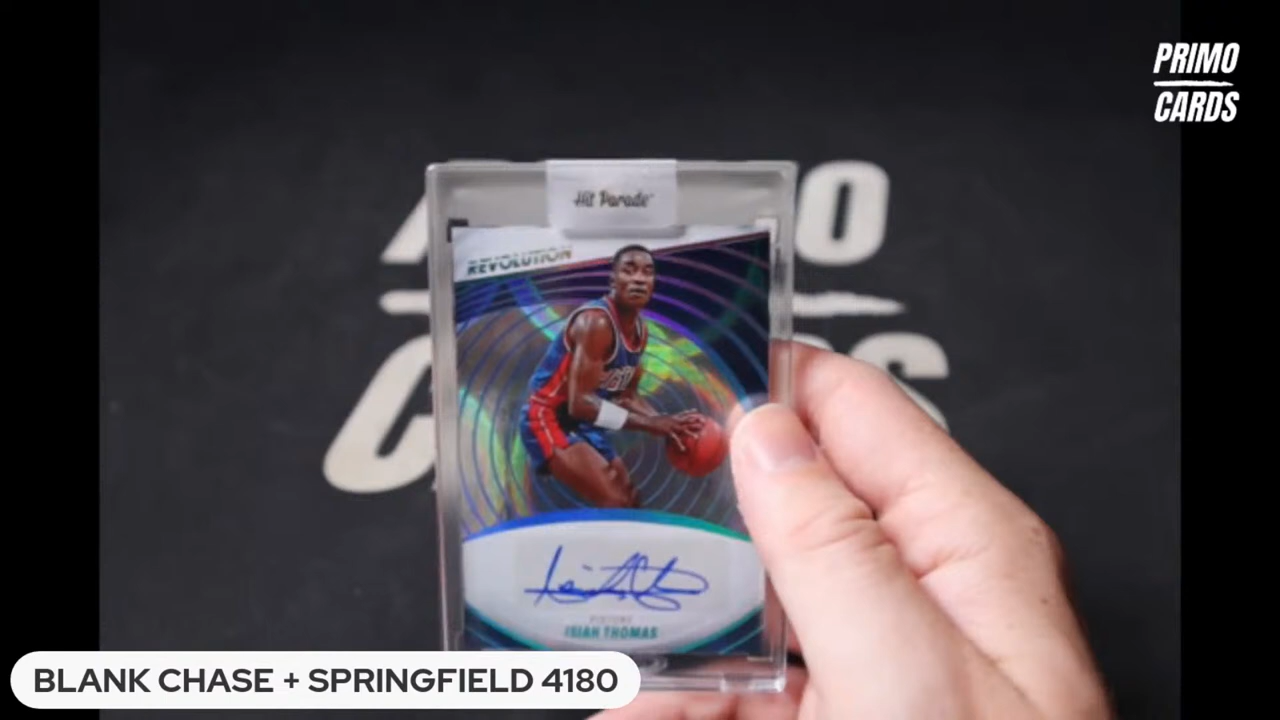 PRIMO
CARDS
Hit Parade
REVOLUTION
PISTONS
ISIAH THOMAS
BLANK CHASE + SPRINGFIELD 4180